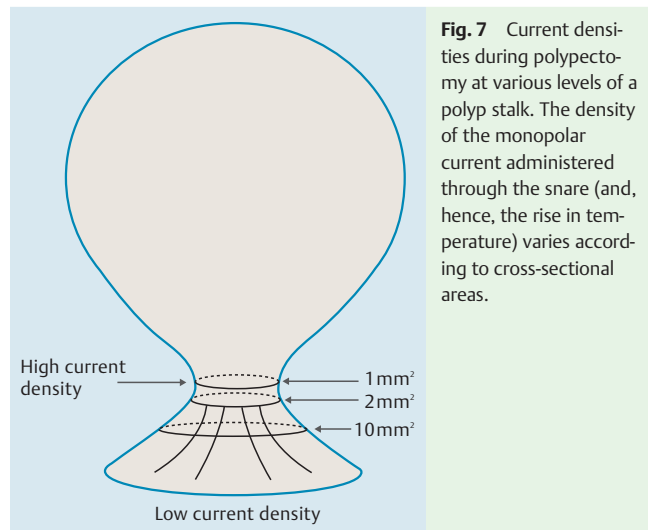 Fig. 7 Current densi-
ties during polypecto-
my at various levels of a
polyp stalk. The density
of the monopolar
current administered
through the snare (and,
hence, the rise in tem-
perature) varies accord-
ing to cross-sectional
areas.
High current
density
1 mm²
2 mm²
10 mm²
Low current density